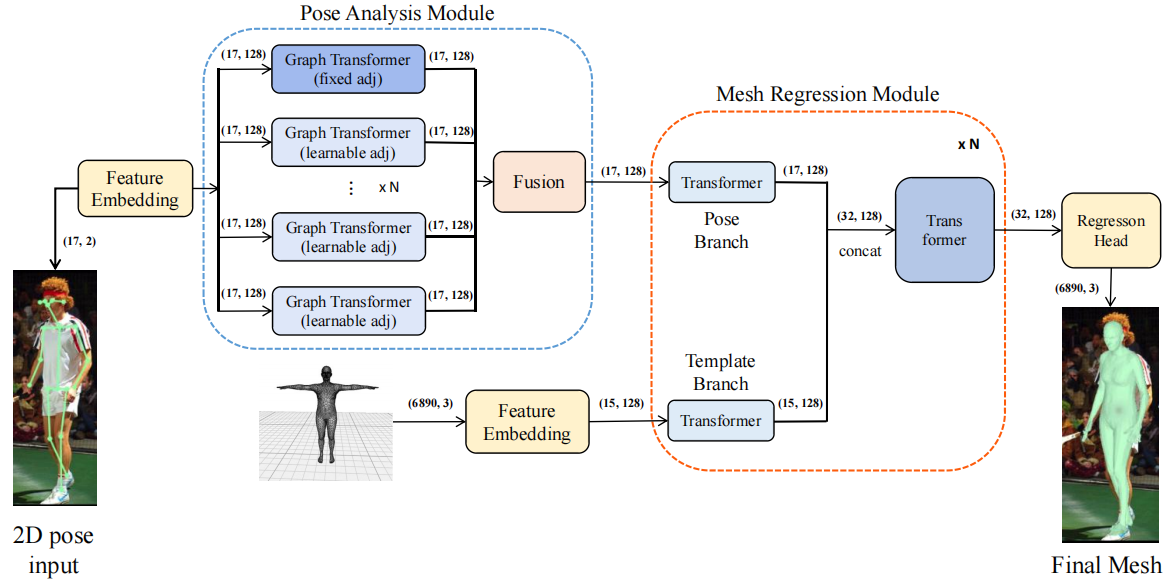 Pose Analysis Module
(17, 128)
Graph Transformer
(fixed adj)
(17, 128)
(17, 128)
Graph Transformer
(learnable adj)
(17, 128)
⋮ x N
(17, 128)
Graph Transformer
(learnable adj)
(17, 128)
(17, 128)
Graph Transformer
(learnable adj)
(17, 128)
Feature
Embedding
(17, 2)
2D pose
input
Fusion
(17, 128)
(6890, 3)
Feature
Embedding
(15, 128)
Mesh Regression Module
x N
Transformer
(17, 128)
Pose
Branch
Template
Branch
Transformer
(15, 128)
(32, 128)
concat
Trans
former
(32, 128)
Regresson
Head
(6890, 3)
Final Mesh